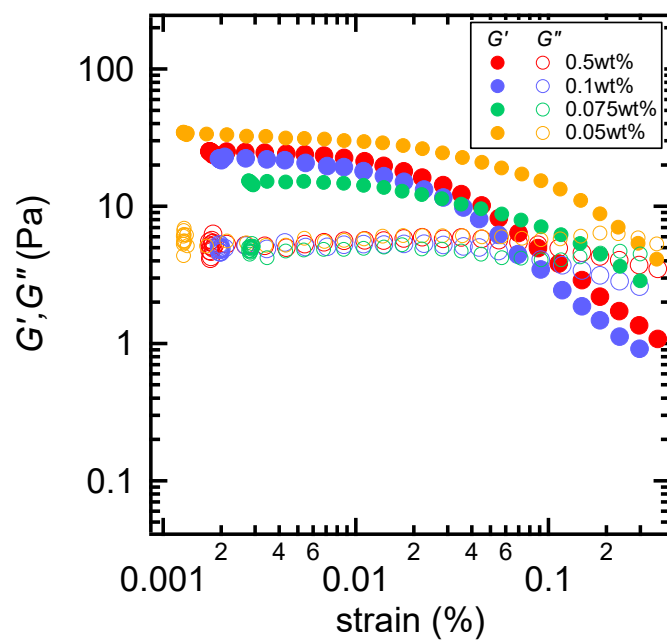 G' G"
0.5wt%
0.1wt%
0.075wt%
0.05wt%
100
10
1
0.1
G',G" (Pa)
2 4 6 2 4 6 2
0.001 0.01 0.1
strain (%)